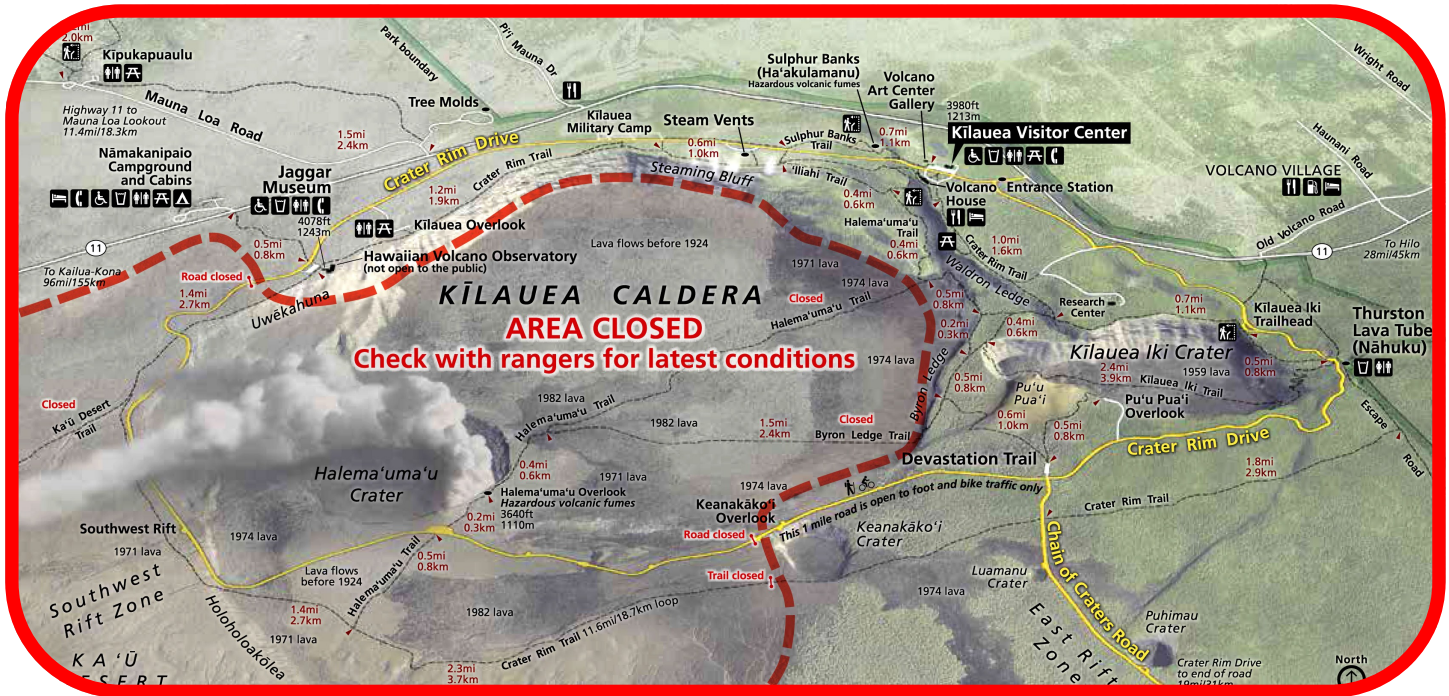 2.0km
Kīpukapuaulu
Highway 11 to
Mauna Loa Lookout
11.4mi/18.3km
Mauna Loa Road
Park boundary
Pi'i Mauna Dr
Tree Molds
1.5mi
2.4km
Crater Rim Drive
Kīlauea
Military Camp
Steam Vents
0.6mi
1.0km
Sulphur Banks
(Ha'akulamanu)
Hazardous volcanic fumes
Sulphur Banks
Trail
Volcano
Art Center
Gallery
0.7mi
1.1km
3980ft
1213m
Kīlauea Visitor Center
Wright Road
Haunani Road
VOLCANO VILLAGE
Old Volcano Road
11
To Hilo
28mi/45km
Nāmakanipaio
Campground
and Cabins
Jaggar
Museum
4078ft
1243m
1.2mi
1.9km
Crater Rim Trail
Steaming Bluff
'Iliahi Trail
0.4mi
0.6km
Volcano
House
Entrance Station
Kīlauea Overlook
Hawaiian Volcano Observatory
(not open to the public)
Halema'uma'u
Trail
0.4mi
0.6km
Crater Rim Trail
1.0mi
1.6km
Waldron Ledge
11
To Kailua-Kona
96mi/155km
0.5mi
0.8km
Road closed
1.4mi
2.7km
Uwēkahuna
Lava flows before 1924
1971 lava
1974 lava
KĪLAUEA CALDERA
Closed
Halema'uma'u Trail
AREA CLOSED
Check with rangers for latest conditions
1974 lava
0.5mi
0.8km
0.2mi
0.3km
Byron Ledge
0.4mi
0.6km
Research
Center
0.7mi
1.1km
Kīlauea Iki
Trailhead
Thurston
Lava Tube
(Nāhuku)
Kīlauea Iki Crater
2.4mi
3.9km
1959 lava
Kīlauea Iki Trail
0.5mi
0.8km
0.5mi
0.8km
Pu'u
Pua'i
Pu'u Pua'i
Overlook
0.6mi
1.0km
0.5mi
0.8km
Escape Road
Closed
Ka'ū Desert
Trail
1982 lava
Halema'uma'u Trail
1982 lava
Closed
1.5mi
2.4km
Byron Ledge Trail
Devastation Trail
Crater Rim Drive
1.8mi
2.9km
Crater Rim Trail
Halema'uma'u
Crater
0.4mi
0.6km
1971 lava
Halema'uma'u Overlook
Hazardous volcanic fumes
3640ft
1110m
0.2mi
0.3km
1974 lava
Keanakāko'i
Overlook
This 1 mile road is open to foot and bike traffic only
Road closed
Keanakāko'i
Crater
Trail closed
Southwest Rift
1971 lava
1974 lava
Southwest
Rift Zone
Lava flows
before 1924
Halema'uma'u Trail
0.5mi
0.8km
1.4mi
2.7km
1971 lava
Holoholoakōlea
1982 lava
Crater Rim Trail 11.6mi/18.7km loop
2.3mi
3.7km
KA'Ū
Luamanu
Crater
1974 lava
Chain of Craters Road
Puhimau
Crater
East Rift
Zone
Crater Rim Drive
to end of road
19mi/31km
North